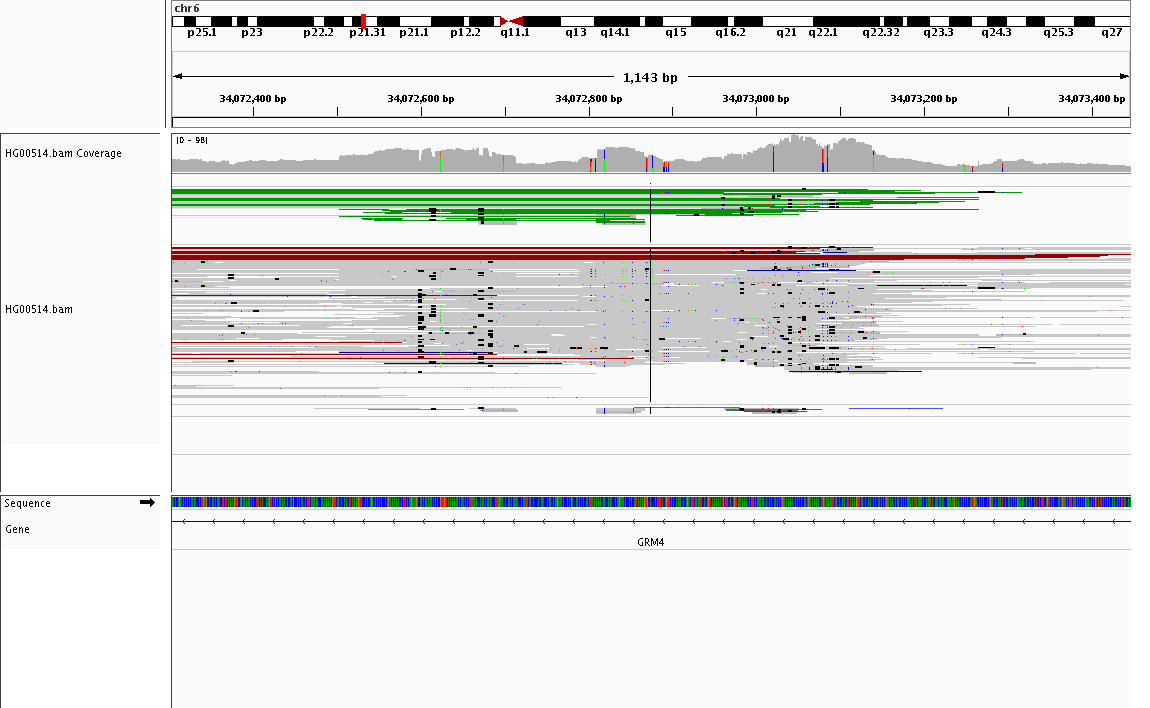 chr6
p25.1 p23 p22.2 p21.31 p21.1 p12.2 q11.1 q13 q14.1 q15 q16.2 q21 q22.1 q22.32 q23.3 q24.3 q25.3 q27
1,143 bp
34,072,400 bp 34,072,600 bp 34,072,800 bp 34,073,000 bp 34,073,200 bp 34,073,400 bp
[0 - 98]
HG00514.bam Coverage
HG00514.bam
Sequence
Gene
GRM4